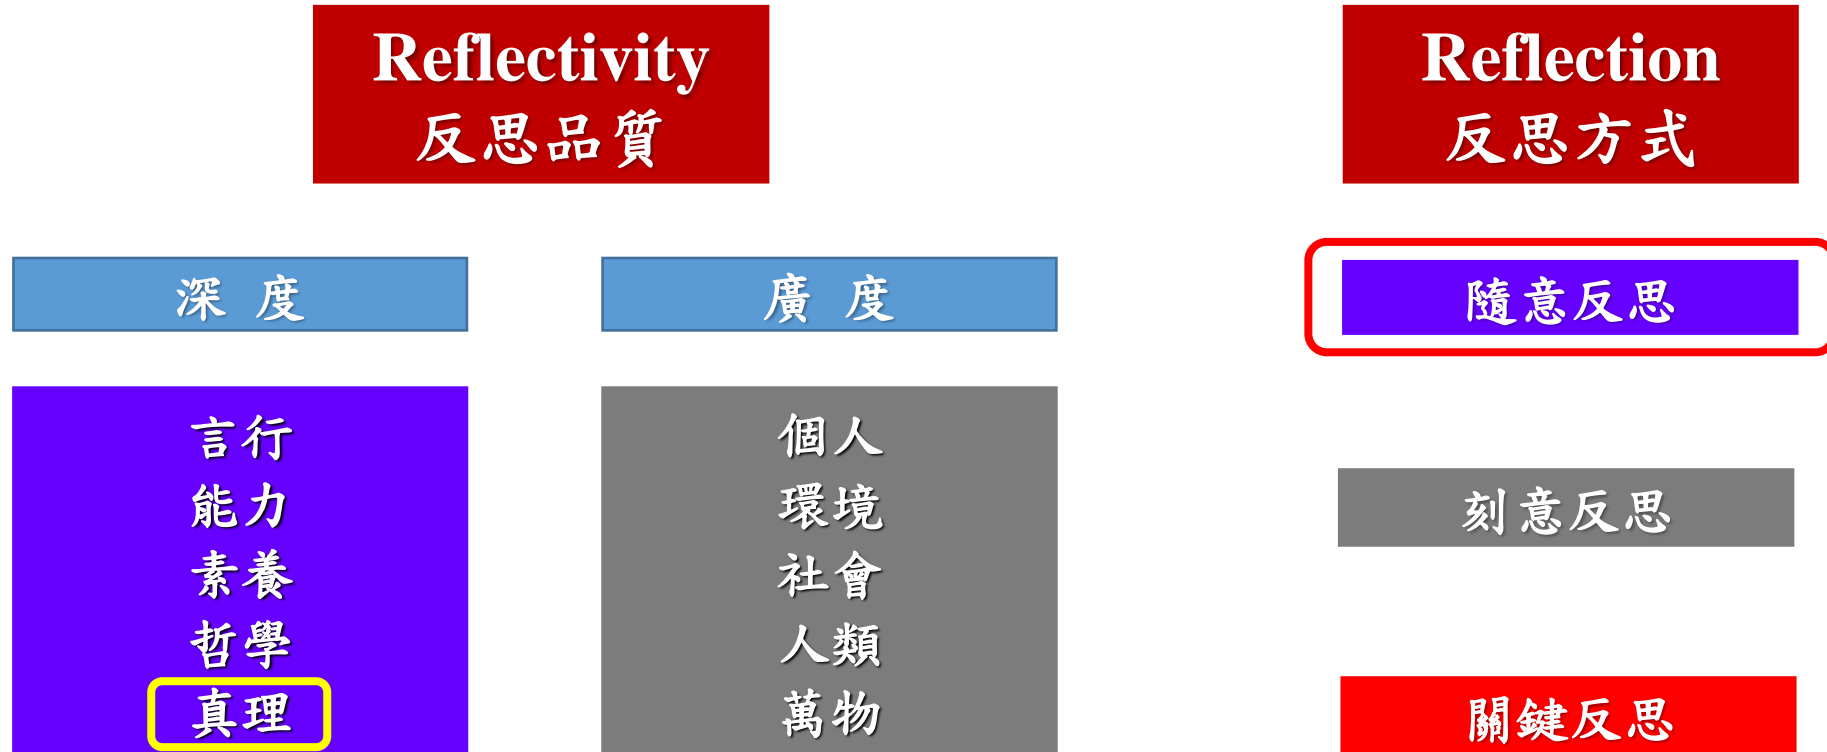 Reflectivity
反思品質
深 度
言行
能力
素養
哲學
真理
廣 度
個人
環境
社會
人類
萬物
Reflection
反思方式
隨意反思
刻意反思
關鍵反思